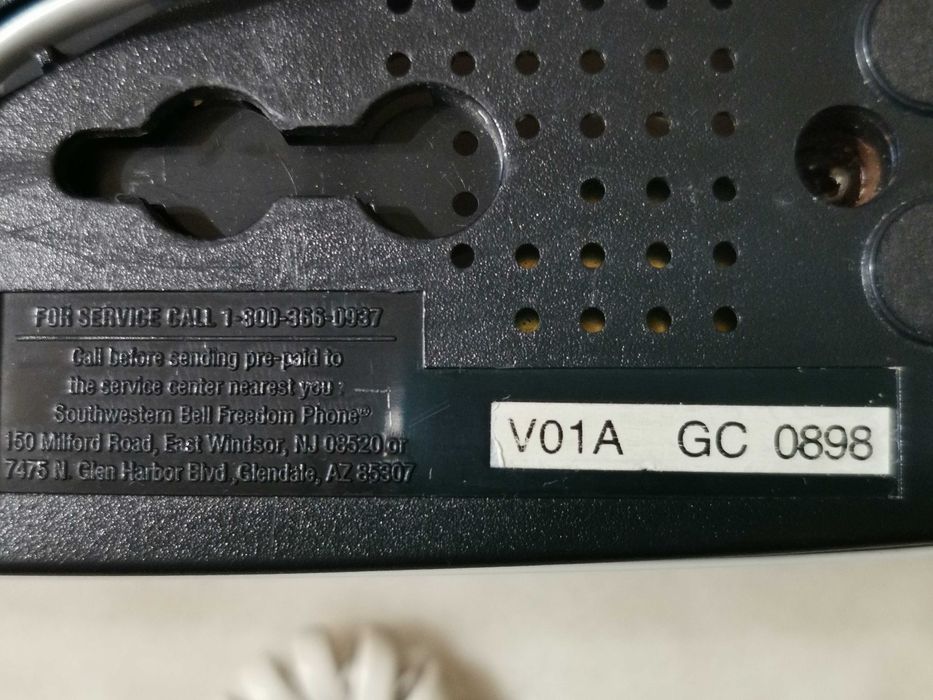 FOR SERVICE CALL 1-800-366-0937
Call before sending pre-paid to
the service center nearest you :
Southwestern Bell Freedom Phone®
150 Milford Road, East Windsor, NJ 08520 or
7475 N. Glen Harbor Blvd.,Glendale, AZ 85307
V01A GC 0898